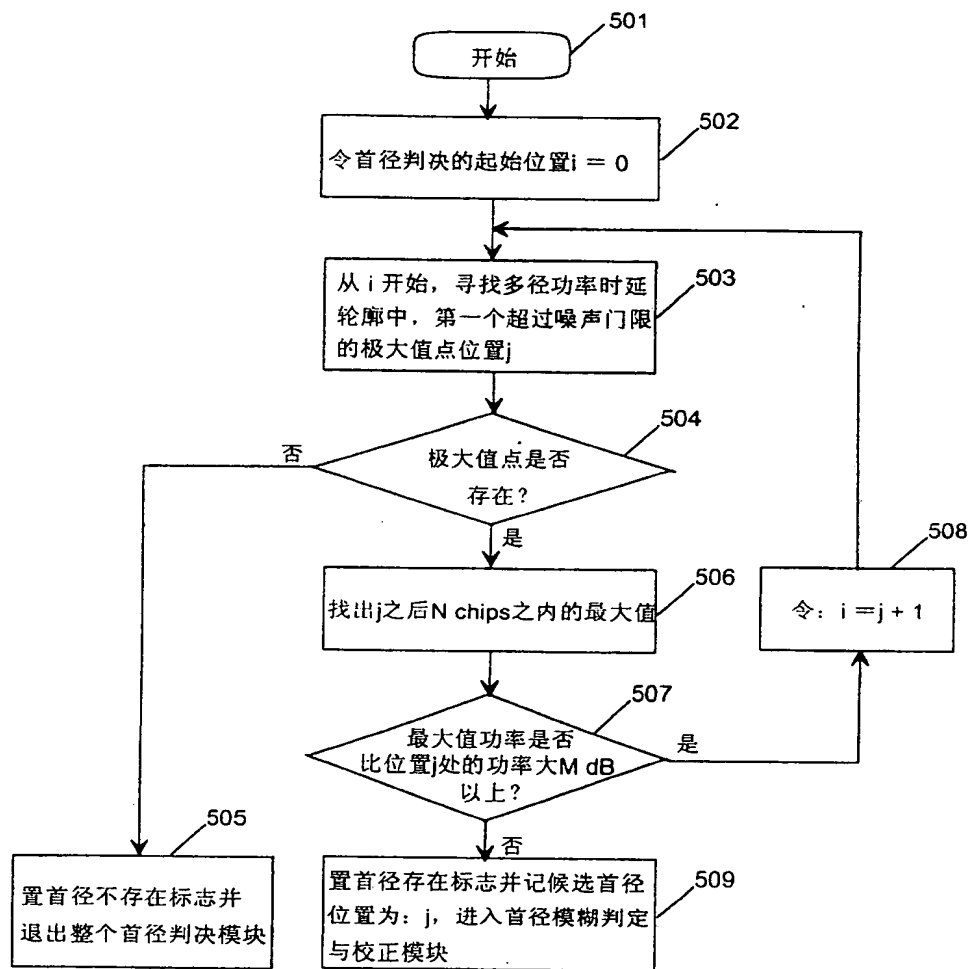 501
开始
502
令首径判决的起始位置i = 0
503
从 i 开始，寻找多径功率时延
轮廓中，第一个超过噪声门限
的极大值点位置j
504
否
极大值点是否
存在？
是
508
506
找出j之后N chips之内的最大值
令：i = j + 1
507
最大值功率是否
比位置j处的功率大M dB
以上？
是
505
否
置首径不存在标志并
退出整个首径判决模块
置首径存在标志并记候选首径
位置为：j，进入首径模糊判定
与校正模块
509